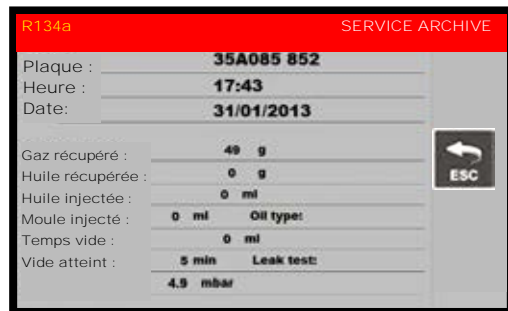 R134a SERVICE ARCHIVE
Plaque : 35A085 852
Heure : 17:43
Date: 31/01/2013
Gaz récupéré : 49 g
Huile récupérée : 0 g
Huile injectée : 0 ml
Moule injecté : 0 ml Oil type:
Temps vide : 0 ml
Vide atteint : 5 min Leak test:
4.9 mbar
ESC